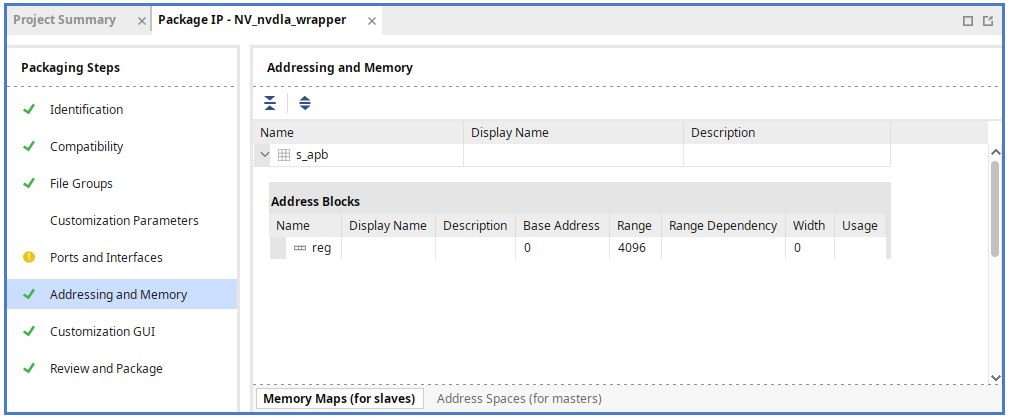 Project Summary
Package IP - NV_nvdla_wrapper
Packaging Steps
Identification
Compatibility
File Groups
Customization Parameters
Ports and Interfaces
Addressing and Memory
Customization GUI
Review and Package
Addressing and Memory
Name Display Name Description
s_apb
Address Blocks
Name Display Name Description Base Address Range Range Dependency Width Usage
reg 0 4096 0
Memory Maps (for slaves) Address Spaces (for masters)